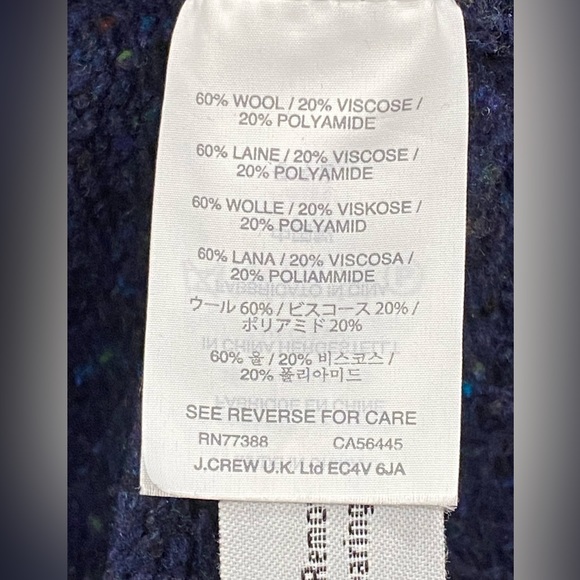 60% WOOL / 20% VISCOSE /
20% POLYAMIDE
60% LAINE / 20% VISCOSE /
20% POLYAMIDE
60% WOLLE / 20% VISKOSE /
20% POLYAMID
60% LANA / 20% VISCOSA /
20% POLIAMMIDE
ウール 60% / ビスコース 20% /
ポリアミド 20%
60% 울 / 20% 비스코스 /
20% 폴리아미드
SEE REVERSE FOR CARE
RN77388 CA56445
J.CREW U.K. Ltd EC4V 6JA